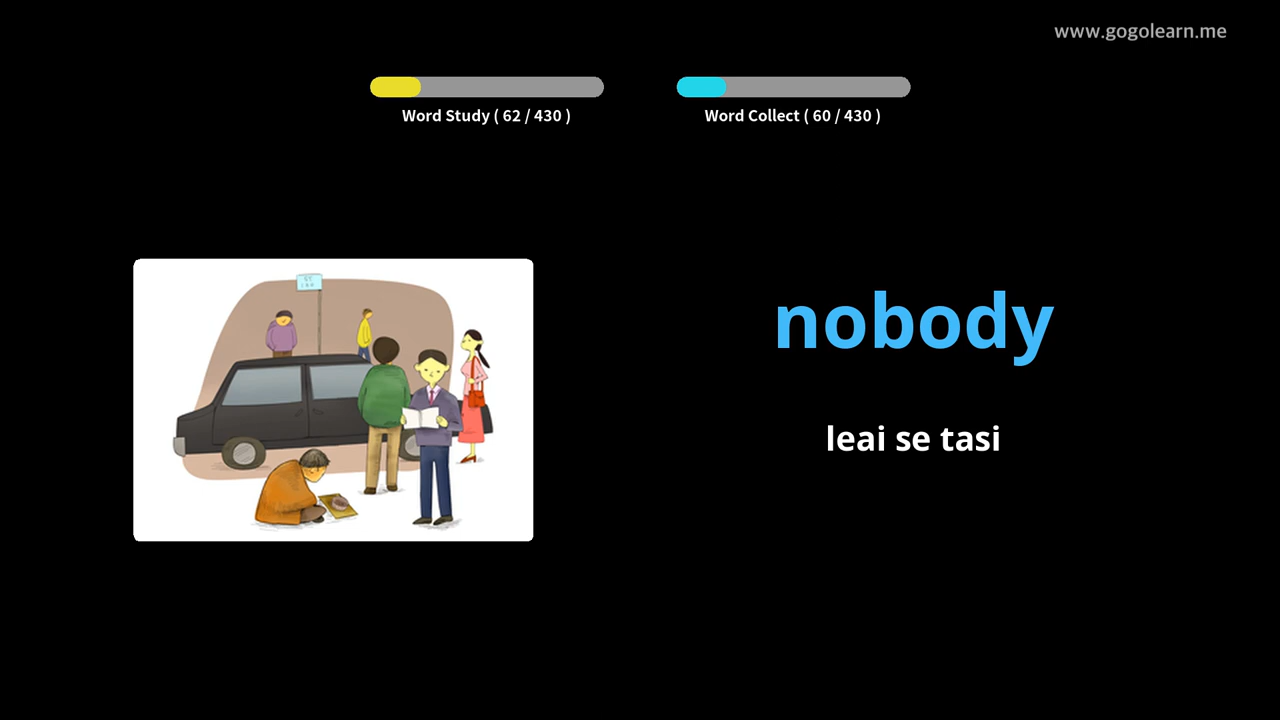 www.gogolearn.me
Word Study ( 62 / 430 )
Word Collect ( 60 / 430 )
nobody
leai se tasi